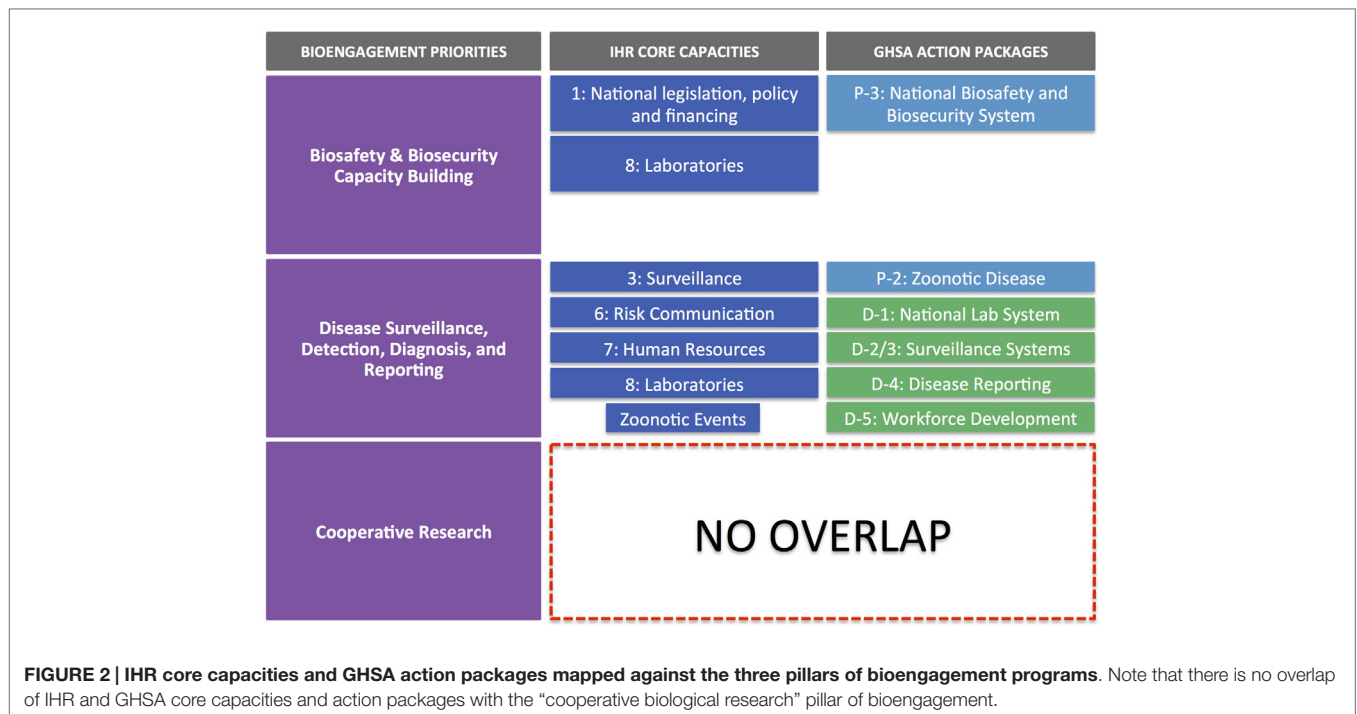 BIOENGAGEMENT PRIORITIES
IHR CORE CAPACITIES
GHSA ACTION PACKAGES
Biosafety & Biosecurity
Capacity Building
1: National legislation, policy
and financing
8: Laboratories
P-3: National Biosafety and
Biosecurity System
Disease Surveillance,
Detection, Diagnosis, and
Reporting
3: Surveillance
6: Risk Communication
7: Human Resources
8: Laboratories
Zoonotic Events
P-2: Zoonotic Disease
D-1: National Lab System
D-2/3: Surveillance Systems
D-4: Disease Reporting
D-5: Workforce Development
Cooperative Research
NO OVERLAP
FIGURE 2 | IHR core capacities and GHSA action packages mapped against the three pillars of bioengagement programs. Note that there is no overlap
of IHR and GHSA core capacities and action packages with the “cooperative biological research” pillar of bioengagement.